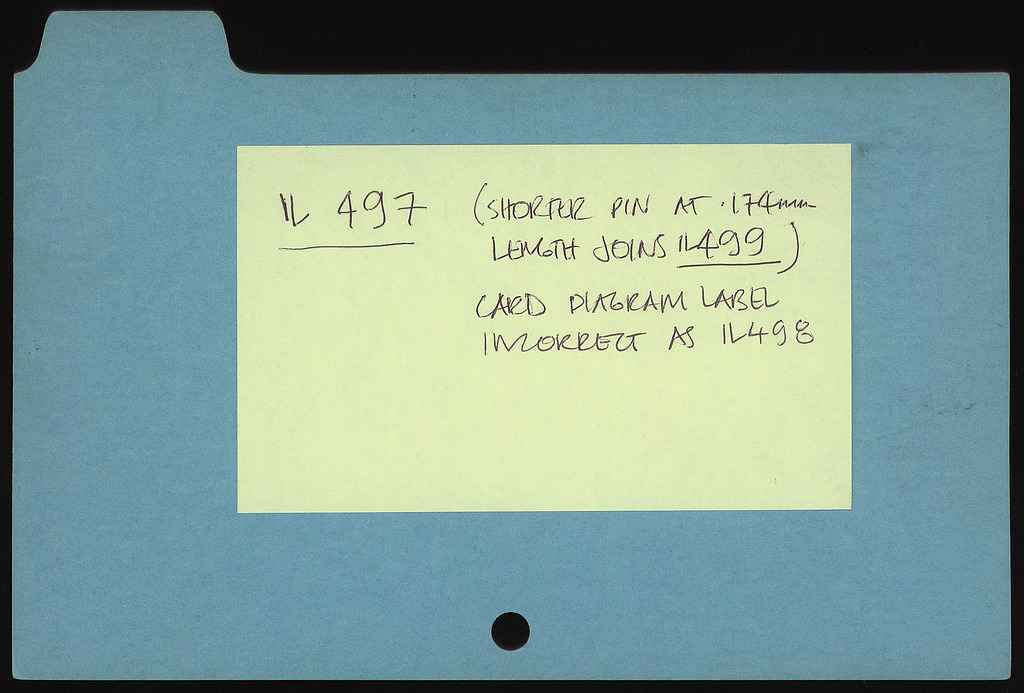 IL 497 (SHORTER PIN AT .174mm
LENGTH JOINS IL499)
CARD DIAGRAM LABEL
INCORRECT AS IL498